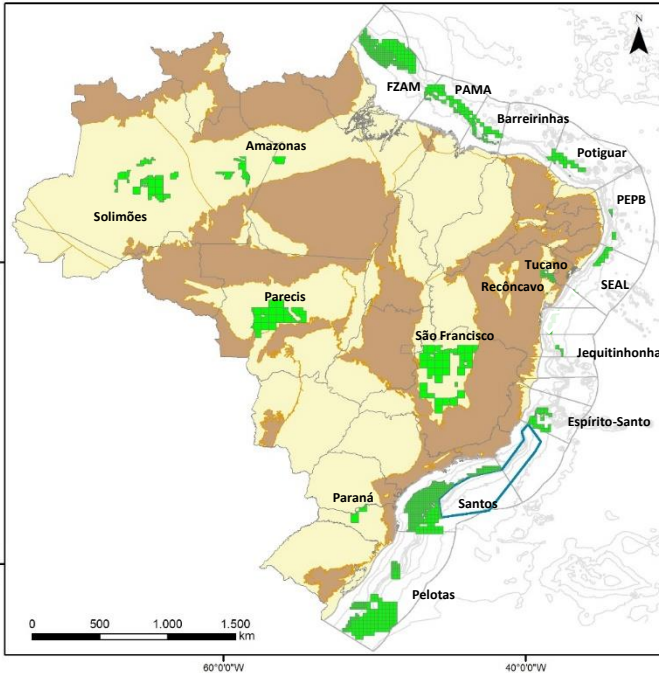 N
FZAM
PAMA
Barreirinhas
Potiguar
Amazonas
Solimões
PEPB
Tucano
SEAL
Recôncavo
Parecis
São Francisco
Jequitinhonha
Espírito-Santo
Paraná
Santos
Pelotas
0 500 1.000 1.500
km
60°0'0"W 40°0'0"W